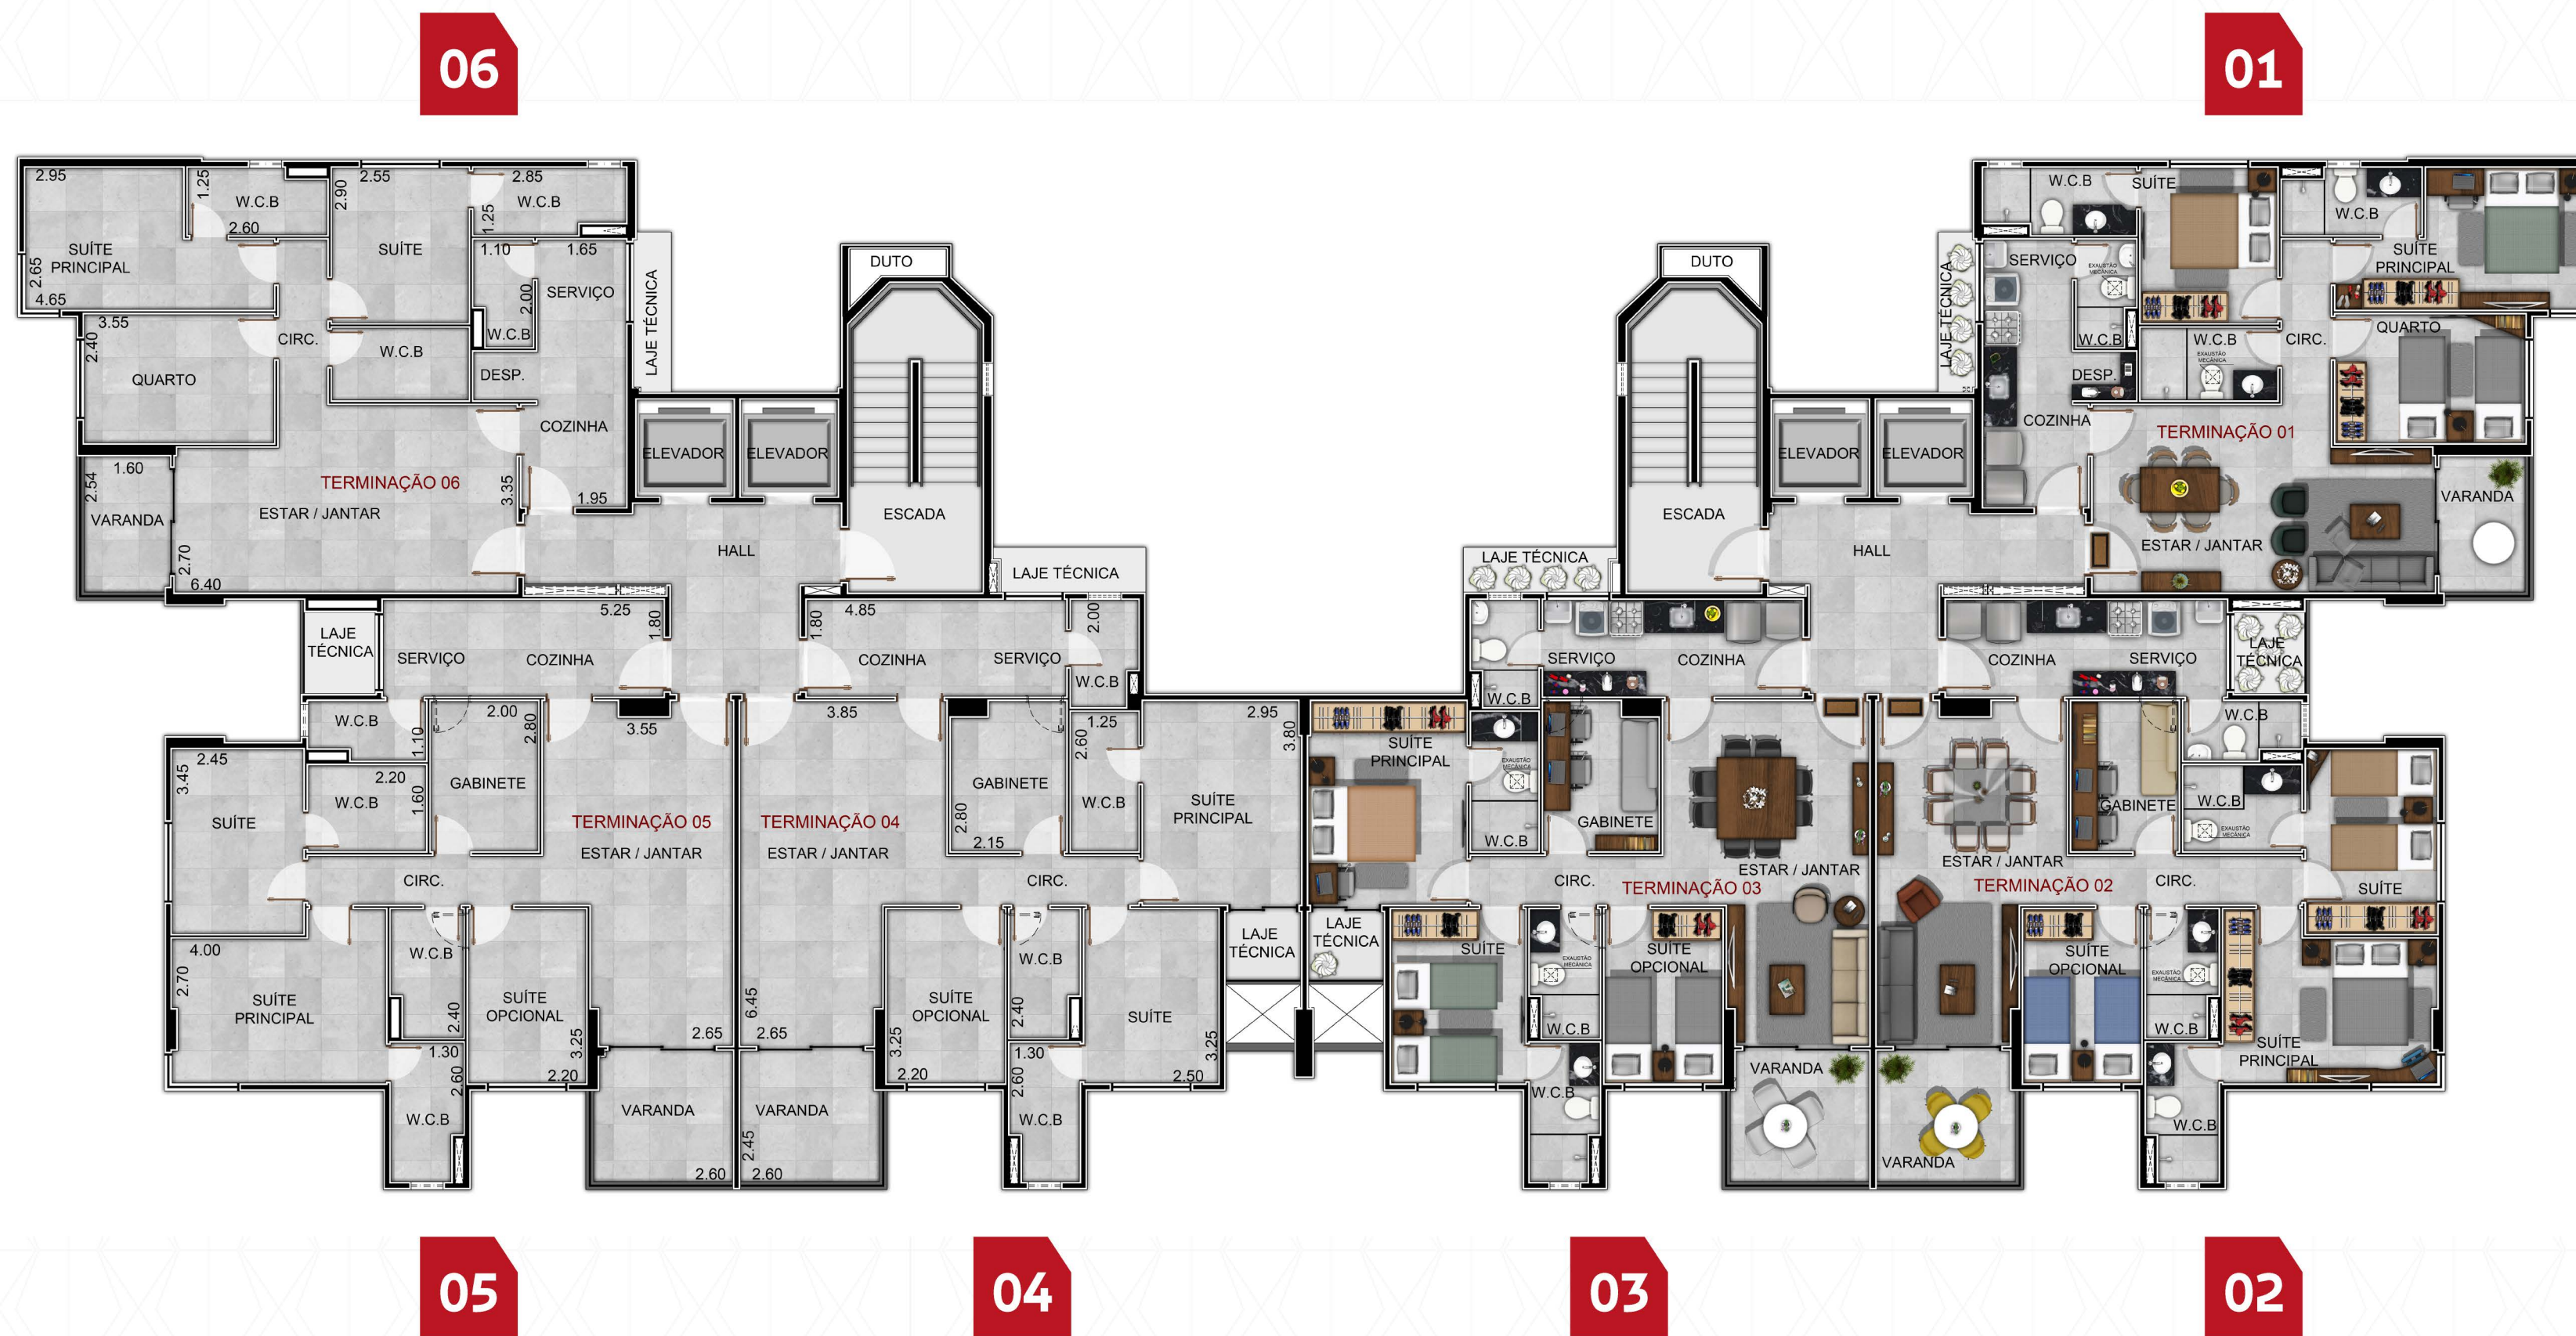 06
01
2.95
1.25
W.C.B
2.60
2.90
2.55
2.85
W.C.B
1.25
SUÍTE
PRINCIPAL
2.65
4.65
SUÍTE
1.10
1.65
2.00
SERVIÇO
W.C.B
LAJE TÉCNICA
3.55
2.40
QUARTO
CIRC.
W.C.B
DESP.
COZINHA
1.60
2.54
VARANDA
TERMINAÇÃO 06
ESTAR / JANTAR
3.35
1.95
2.70
6.40
ELEVADOR
ELEVADOR
DUTO
ESCADA
HALL
LAJE TÉCNICA
DUTO
ESCADA
ELEVADOR
ELEVADOR
HALL
LAJE TÉCNICA
LAJE TÉCNICA
W.C.B
SUÍTE
W.C.B
SUÍTE
PRINCIPAL
SERVIÇO
EXAUSTÃO
MECÂNICA
W.C.B
W.C.B
EXAUSTÃO
MECÂNICA
CIRC.
QUARTO
DESP.
COZINHA
TERMINAÇÃO 01
ESTAR / JANTAR
VARANDA
LAJE
TÉCNICA
5.25
1.80
SERVIÇO
COZINHA
W.C.B
1.10
2.00
2.80
3.55
2.45
3.45
2.20
W.C.B
1.60
GABINETE
SUÍTE
TERMINAÇÃO 05
ESTAR / JANTAR
CIRC.
4.00
2.70
W.C.B
2.40
SUÍTE
PRINCIPAL
SUÍTE
OPCIONAL
3.25
2.20
1.30
2.60
W.C.B
2.65
VARANDA
2.60
1.80
4.85
COZINHA
SERVIÇO
2.00
W.C.B
3.85
1.25
2.60
2.95
3.80
GABINETE
2.80
2.15
W.C.B
SUÍTE
PRINCIPAL
TERMINAÇÃO 04
ESTAR / JANTAR
CIRC.
W.C.B
2.40
LAJE
TÉCNICA
SUÍTE
OPCIONAL
6.45
2.65
3.25
2.20
SUÍTE
3.25
2.50
1.30
2.60
W.C.B
VARANDA
2.45
2.60
W.C.B
SERVIÇO
COZINHA
SUÍTE
PRINCIPAL
EXAUSTÃO
MECÂNICA
W.C.B
GABINETE
ESTAR / JANTAR
TERMINAÇÃO 03
CIRC.
LAJE
TÉCNICA
SUÍTE
EXAUSTÃO
MECÂNICA
W.C.B
SUÍTE
OPCIONAL
W.C.B
VARANDA
COZINHA
SERVIÇO
LAJE
TÉCNICA
W.C.B
GABINETE
W.C.B
EXAUSTÃO
MECÂNICA
ESTAR / JANTAR
TERMINAÇÃO 02
CIRC.
SUÍTE
SUÍTE
OPCIONAL
EXAUSTÃO
MECÂNICA
W.C.B
SUÍTE
PRINCIPAL
W.C.B
VARANDA
05
04
03
02